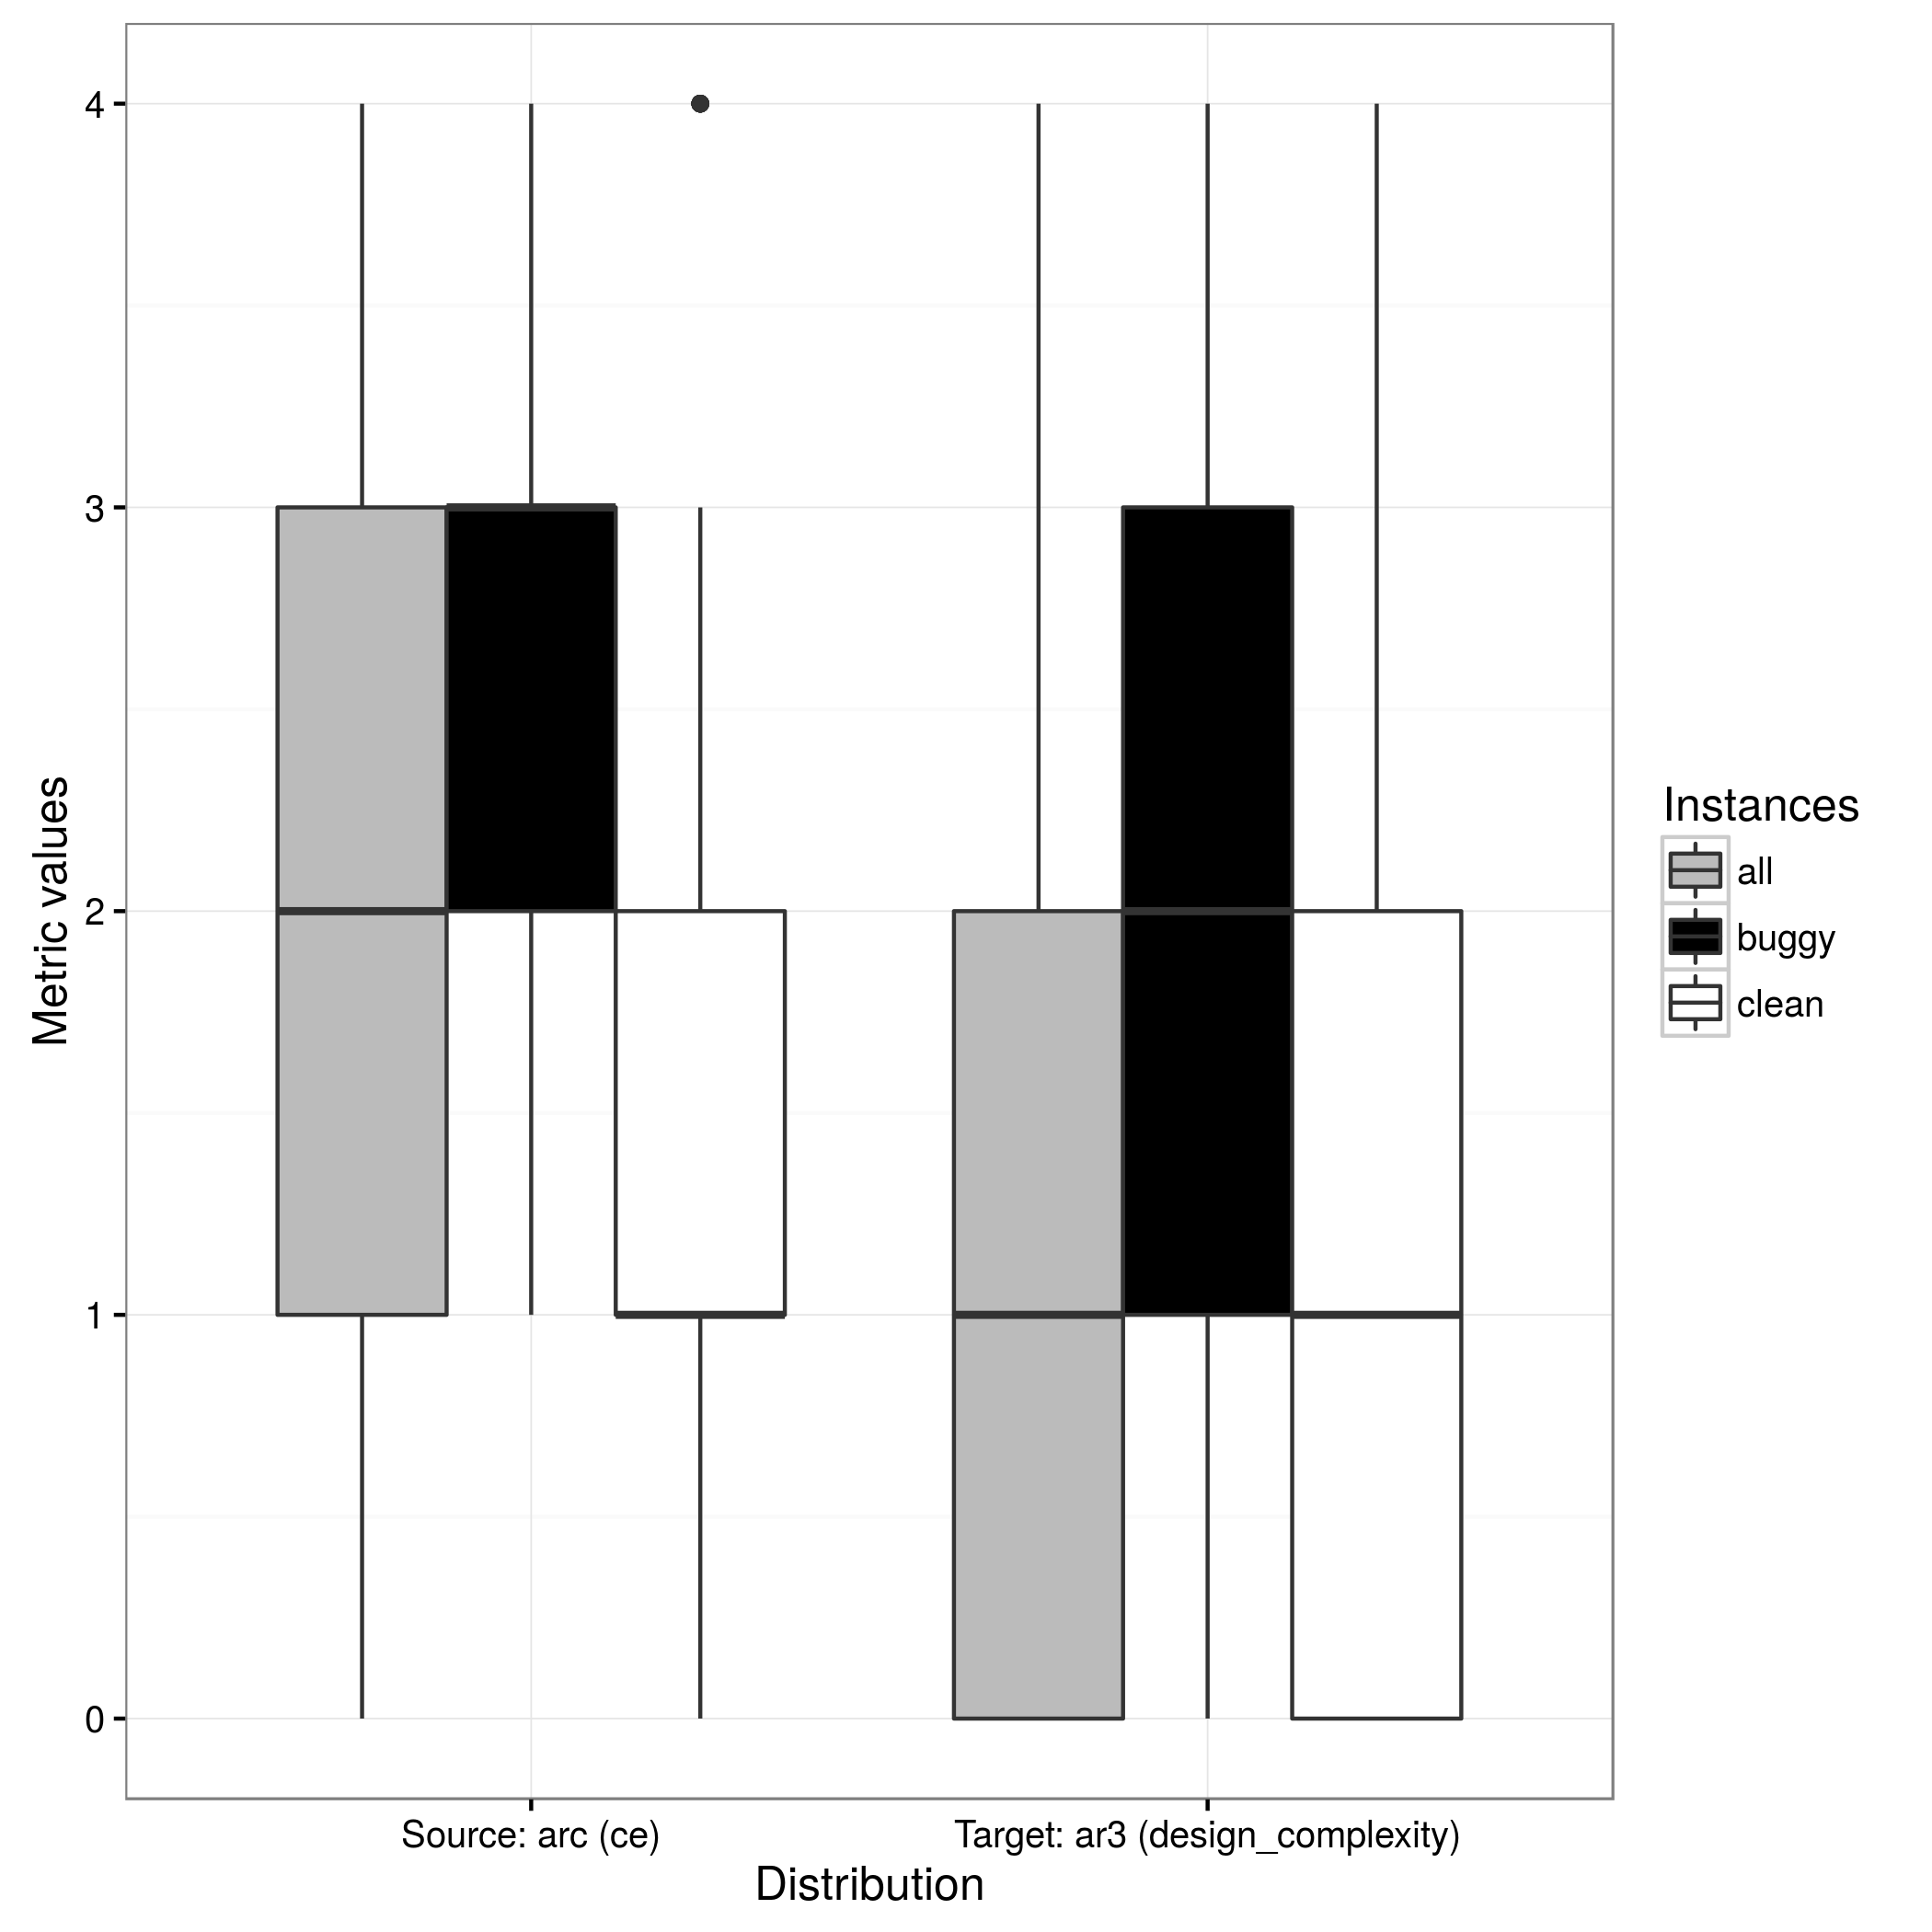 Metric values
4
3
2
1
0
Source: arc (ce)
Target: ar3 (design_complexity)
Distribution
Instances
all
buggy
clean